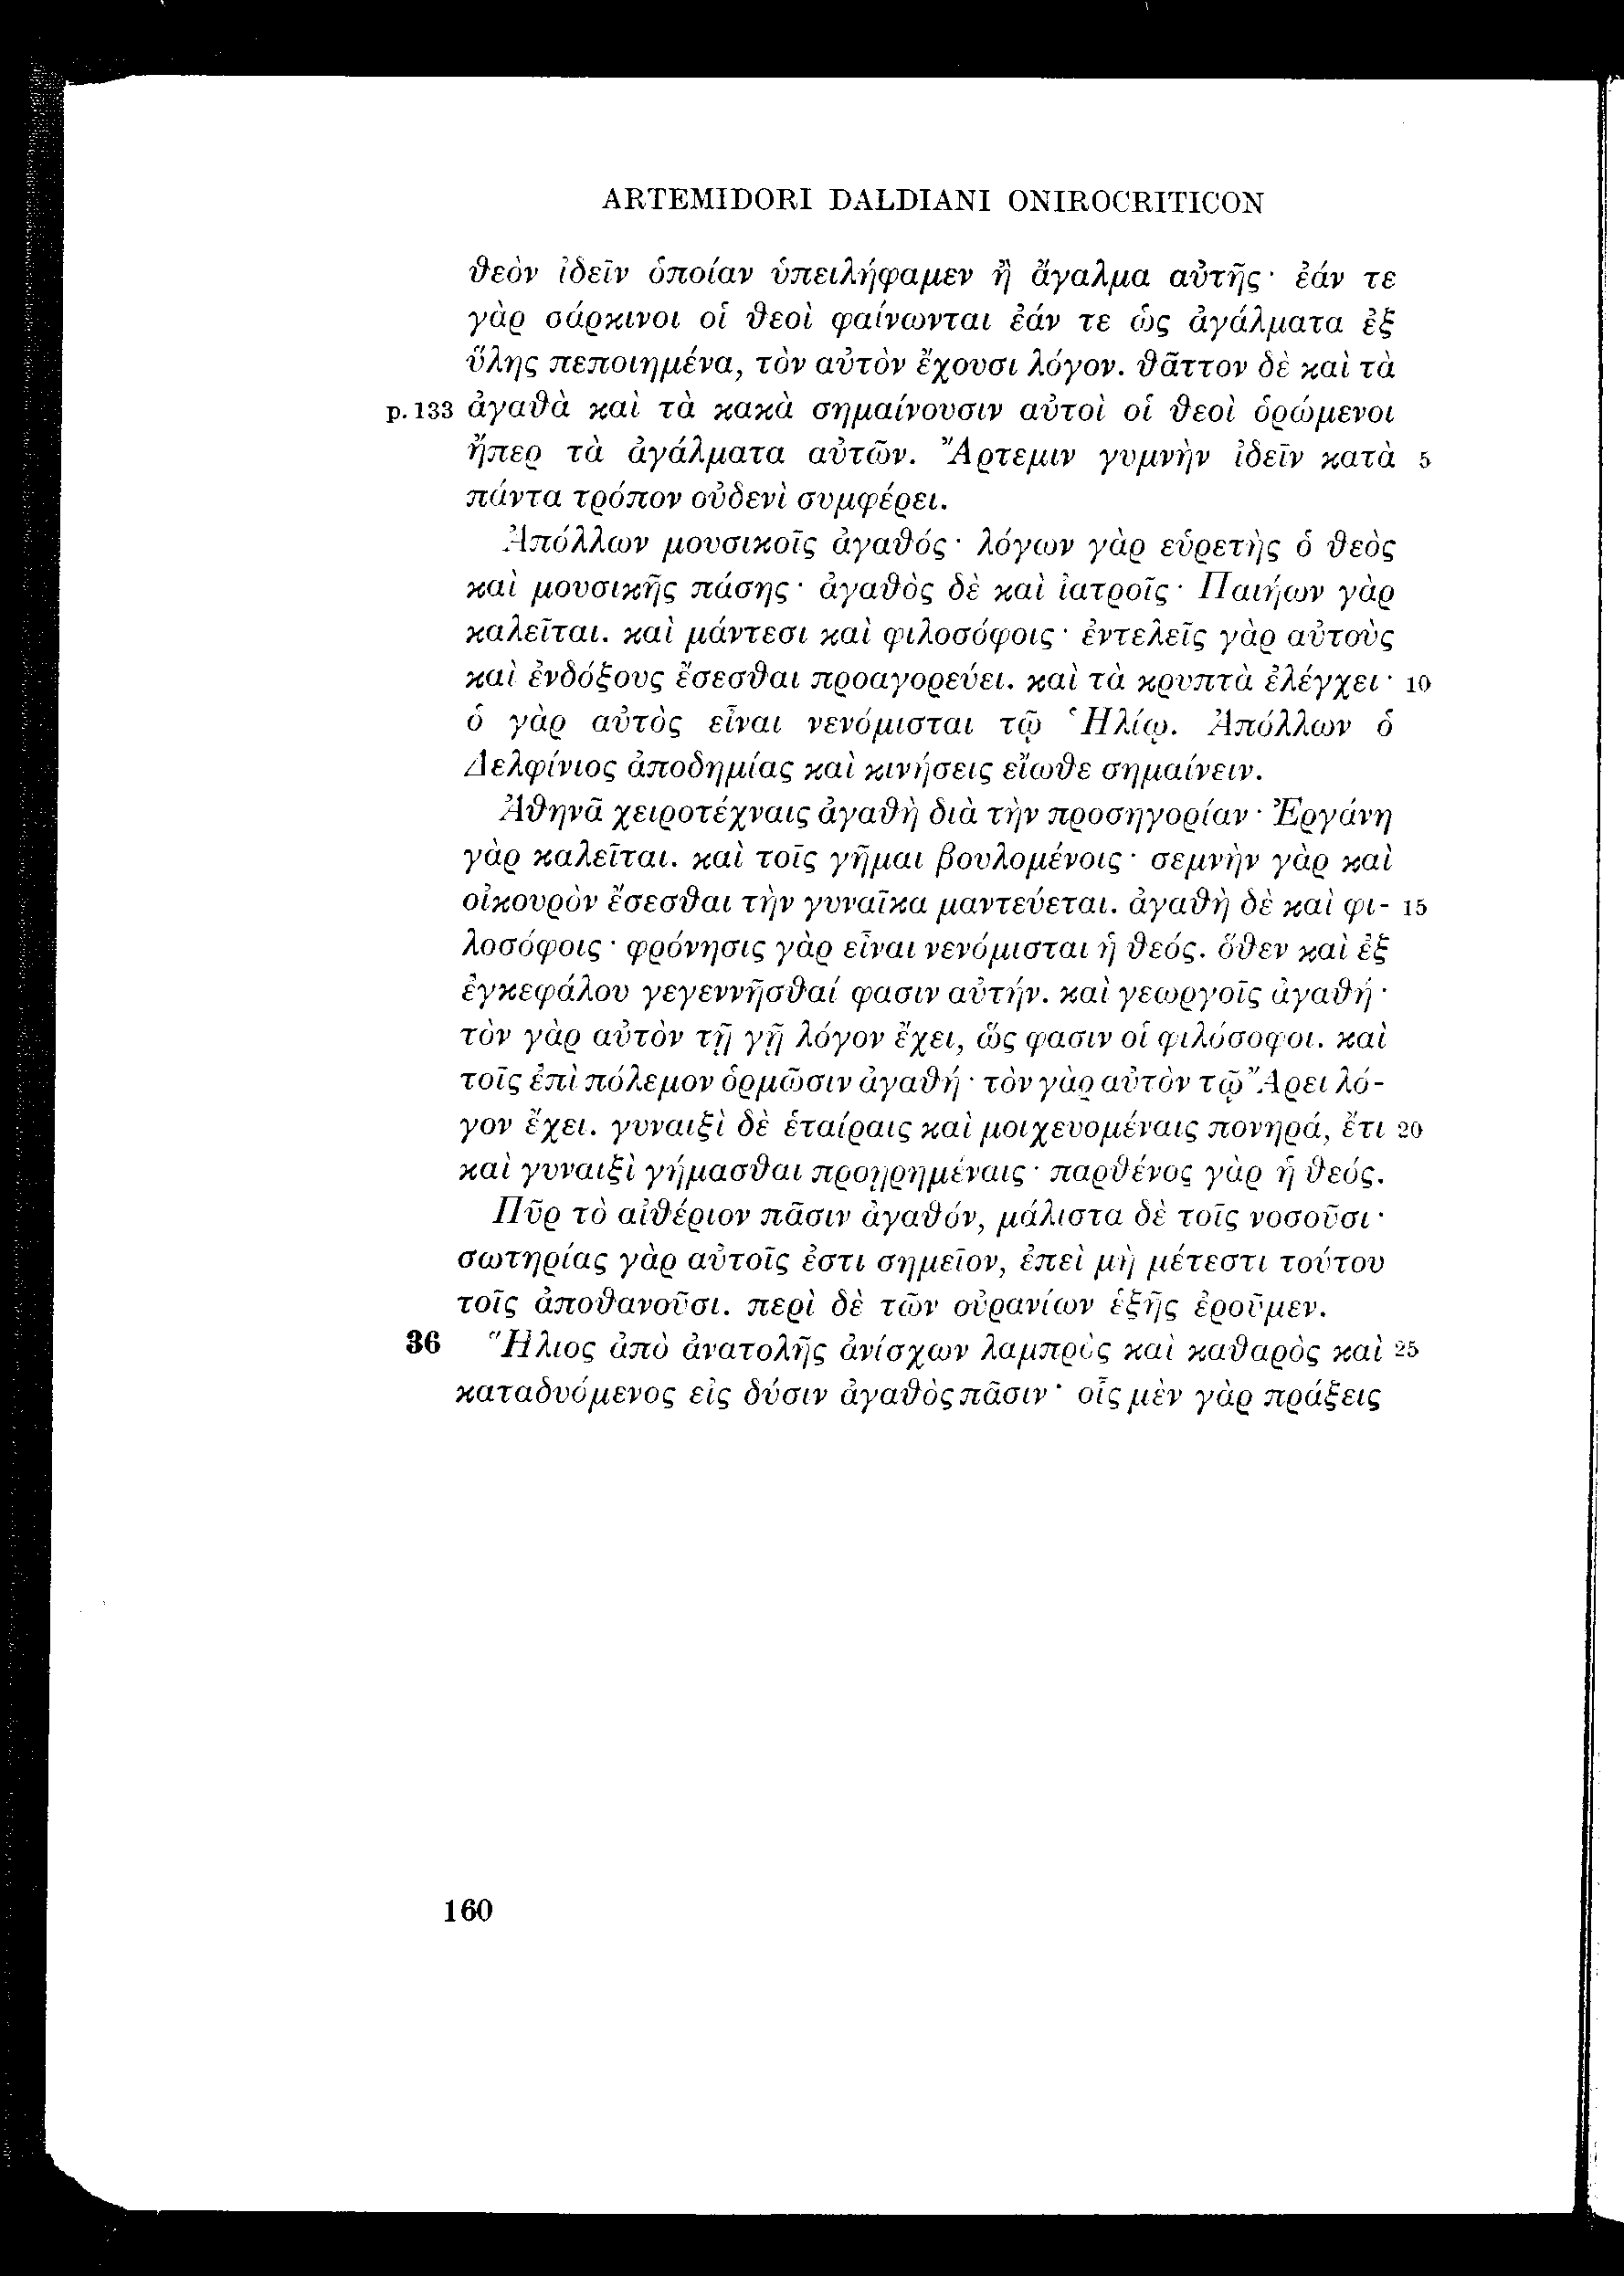 ARTEMIDORI DALDIANI ONIROCRITICON
θεὸν ἰδεῖν ὁποίαν ὑπειλήφαμεν ἢ ἄγαλμα αὐτῆς· ἐάν τε
γὰρ σάρκινοι οἱ θεοὶ φαίνωνται ἐάν τε ὡς ἀγάλματα ἐξ
ὕλης πεποιημένα, τὸν αὐτὸν ἔχουσι λόγον. θᾶττον δὲ καὶ τὰ
p. 133 ἀγαθὰ καὶ τὰ κακὰ σημαίνουσιν αὐτοὶ οἱ θεοὶ ὁρώμενοι
ἤπερ τὰ ἀγάλματα αὐτῶν. Ἄρτεμιν γυμνὴν ἰδεῖν κατὰ 5
πάντα τρόπον οὐδενὶ συμφέρει.
Ἀπόλλων μουσικοῖς ἀγαθός· λόγων γὰρ εὑρετὴς ὁ θεὸς
καὶ μουσικῆς πάσης· ἀγαθὸς δὲ καὶ ἰατροῖς· Παιήων γὰρ
καλεῖται. καὶ μάντεσι καὶ φιλοσόφοις· ἐντελεῖς γὰρ αὐτοὺς
καὶ ἐνδόξους ἔσεσθαι προαγορεύει. καὶ τὰ κρυπτὰ ἐλέγχει· 10
ὁ γὰρ αὐτὸς εἶναι νενόμισται τῷ Ἡλίῳ. Ἀπόλλων ὁ
Δελφίνιος ἀποδημίας καὶ κινήσεις εἴωθε σημαίνειν.
Ἀθηνᾶ χειροτέχναις ἀγαθὴ διὰ τὴν προσηγορίαν· Ἐργάνη
γὰρ καλεῖται. καὶ τοῖς γῆμαι βουλομένοις· σεμνὴν γὰρ καὶ
οἰκουρὸν ἔσεσθαι τὴν γυναῖκα μαντεύεται. ἀγαθὴ δὲ καὶ φι- 15
λοσόφοις· φρόνησις γὰρ εἶναι νενόμισται ἡ θεός. ὅθεν καὶ ἐξ
ἐγκεφάλου γεγεννῆσθαί φασιν αὐτήν. καὶ γεωργοῖς ἀγαθή·
τὸν γὰρ αὐτὸν τῇ γῇ λόγον ἔχει, ὥς φασιν οἱ φιλόσοφοι. καὶ
τοῖς ἐπὶ πόλεμον ὁρμῶσιν ἀγαθή· τὸν γὰρ αὐτὸν τῷ Ἄρει λό-
γον ἔχει. γυναιξὶ δὲ ἑταίραις καὶ μοιχευομέναις πονηρά, ἔτι 20
καὶ γυναιξὶ γήμασθαι προῃρημέναις· παρθένος γὰρ ἡ θεός.
Πῦρ τὸ αἰθέριον πᾶσιν ἀγαθόν, μάλιστα δὲ τοῖς νοσοῦσι·
σωτηρίας γὰρ αὐτοῖς ἐστι σημεῖον, ἐπεὶ μὴ μέτεστι τούτου
τοῖς ἀποθανοῦσι. περὶ δὲ τῶν οὐρανίων ἑξῆς ἐροῦμεν.
36 Ἥλιος ἀπὸ ἀνατολῆς ἀνίσχων λαμπρὸς καὶ καθαρὸς καὶ 25
καταδυόμενος εἰς δύσιν ἀγαθὸς πᾶσιν· οἷς μὲν γὰρ πράξεις
160